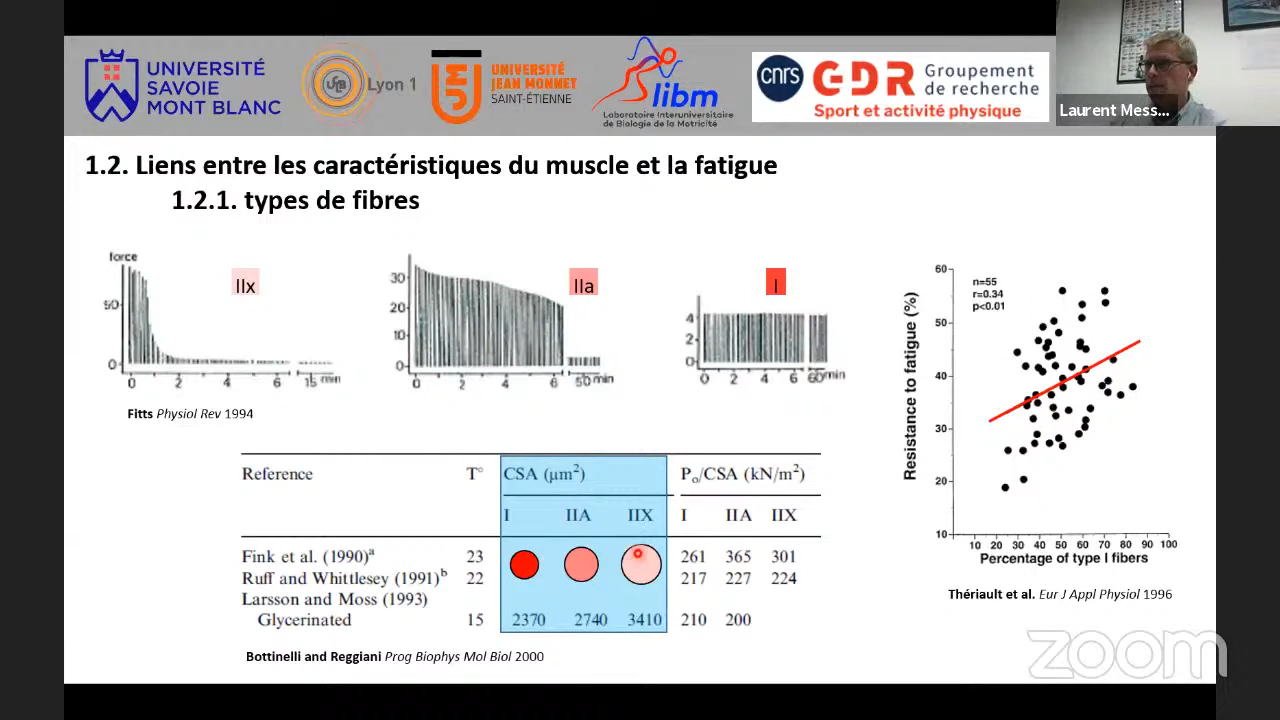 UNIVERSITÉ
SAVOIE
MONT BLANC
Lyon 1
UNIVERSITÉ
JEAN MONNET
SAINT-ÉTIENNE
libm
Laboratoire Interuniversitaire
de Biologie de la Motricité
cnrs
GDR
Groupement
de recherche
Sport et activité physique
Laurent Mess...
1.2. Liens entre les caractéristiques du muscle et la fatigue
1.2.1. types de fibres
force
50
0
0 2 4 6 15 min
IIx
30
20
10
0
0 2 4 6 50 min
IIa
4
2
0
0 2 4 6 60 min
I
Fitts Physiol Rev 1994
60
50
40
30
20
10
n=55
r=0.34
p<0.01
Resistance to fatigue (%)
10 20 30 40 50 60 70 80 90 100
Percentage of type I fibers
Thériault et al. Eur J Appl Physiol 1996
Reference T° CSA (μm²) Po/CSA (kN/m²)
I IIA IIX I IIA IIX
Fink et al. (1990)a 23 261 365 301
Ruff and Whittlesey (1991)b 22 217 227 224
Larsson and Moss (1993)
Glycerinated 15 2370 2740 3410 210 200
Bottinelli and Reggiani Prog Biophys Mol Biol 2000
zoom